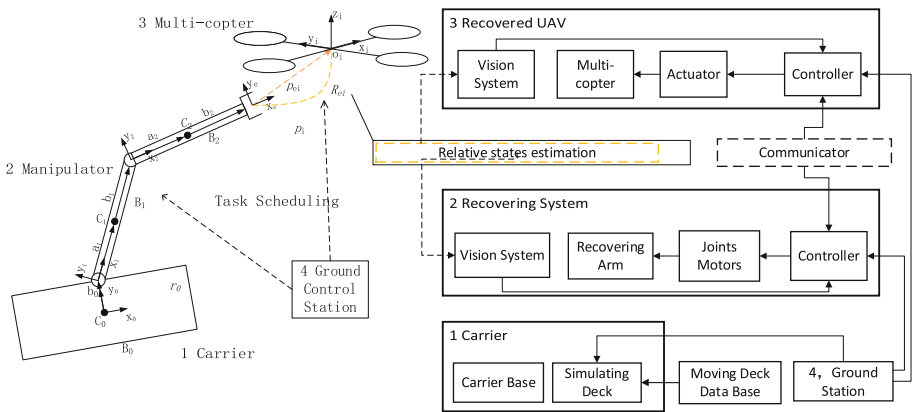 3 Multi-copter
z_i
y_i
x_i
o_i
p_ei
R_ei
y_e
x_e
b_2
B_2
C_2
a_2
x_2
y_2
p_i
2 Manipulator
b_1
B_1
C_1
a_1
x_1
y_1
Task Scheduling
4 Ground
Control
Station
b_0
y_0
r_0
C_0
x_0
B_0
1 Carrier
3 Recovered UAV
Vision
System
Multi-
copter
Actuator
Controller
Relative states estimation
Communicator
2 Recovering System
Vision System
Recovering
Arm
Joints
Motors
Controller
1 Carrier
Carrier Base
Simulating
Deck
Moving Deck
Data Base
4，Ground
Station